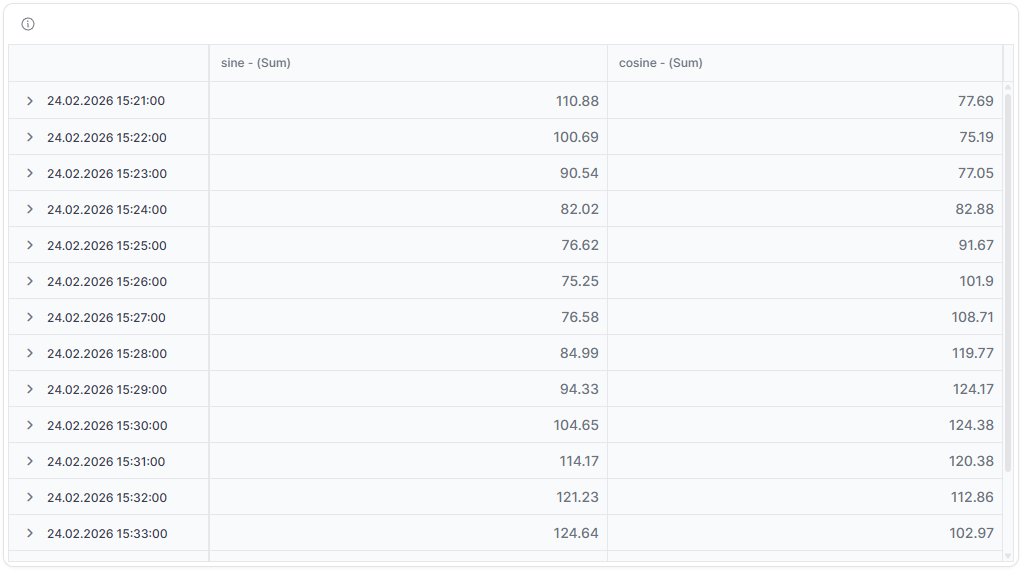 sine - (Sum) cosine - (Sum)
24.02.2026 15:21:00 110.88 77.69
24.02.2026 15:22:00 100.69 75.19
24.02.2026 15:23:00 90.54 77.05
24.02.2026 15:24:00 82.02 82.88
24.02.2026 15:25:00 76.62 91.67
24.02.2026 15:26:00 75.25 101.9
24.02.2026 15:27:00 76.58 108.71
24.02.2026 15:28:00 84.99 119.77
24.02.2026 15:29:00 94.33 124.17
24.02.2026 15:30:00 104.65 124.38
24.02.2026 15:31:00 114.17 120.38
24.02.2026 15:32:00 121.23 112.86
24.02.2026 15:33:00 124.64 102.97